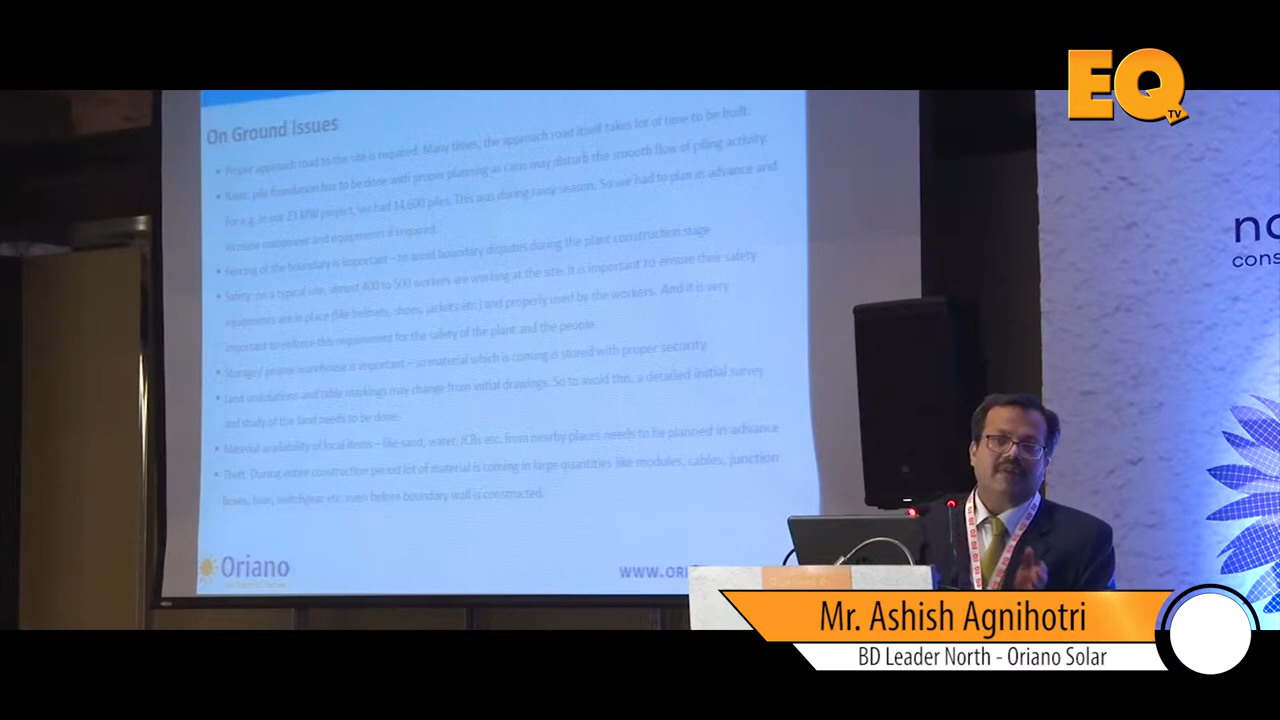 EQ
TV
On Ground Issues
• Proper approach road to the site is required. Many times, the approach road itself takes lot of time to be built.
• Rains, pile foundation has to be done with proper planning as rains may disturb the smooth flow of piling activity.
For e.g. in our 23 MW project, we had 14,600 piles. This was during rainy season. So we had to plan in advance and
increase manpower and equipments if required.
• Fencing of the boundary is important – to avoid boundary disputes during the plant construction stage
• Safety: on a typical site, almost 400 to 500 workers are working at the site. It is important to ensure their safety
equipments are in place (like helmets, shoes, jackets etc.) and properly used by the workers. And it is very
important to enforce this requirement for the safety of the plant and the people.
• Storage / proper warehouse is important – so material which is coming is stored with proper security
• Land undulations and table markings may change from initial drawings. So to avoid this, a detailed initial survey
and study of the land needs to be done.
• Material availability of local items – like sand, water, JCBs etc. from nearby places needs to be planned in advance
• Theft: During entire construction period lot of material is coming in large quantities like modules, cables, junction
boxes, switchgear etc. even before boundary wall is constructed.
Oriano
WWW.ORI
no
cons
Mr. Ashish Agnihotri
BD Leader North - Oriano Solar